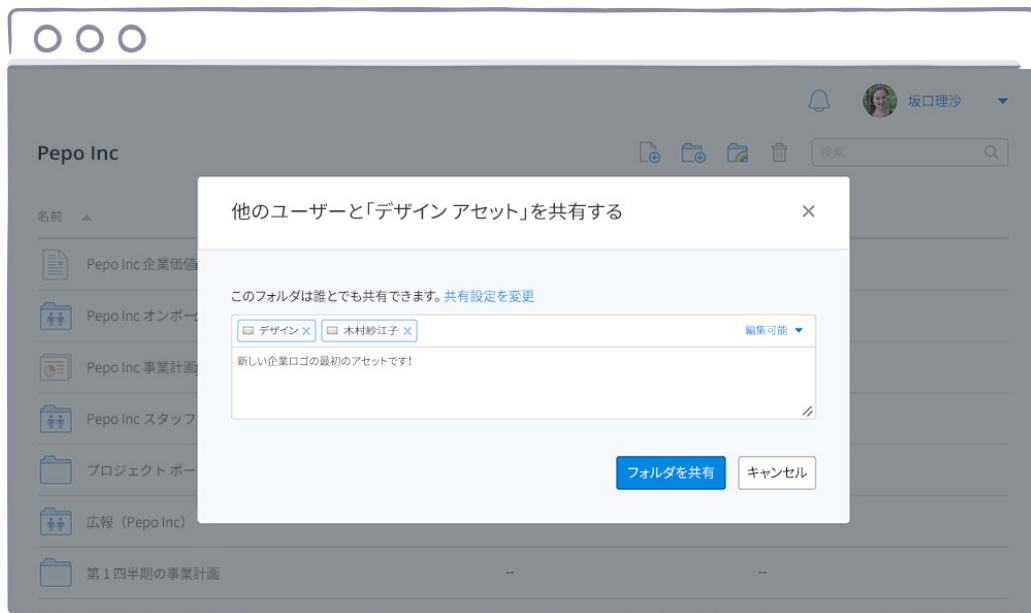 坂口理沙
Pepo Inc
検索
名前
他のユーザーと「デザイン アセット」を共有する
Pepo Inc 企業価値
このフォルダは誰とでも共有できます。共有設定を変更
Pepo Inc オンボー
デザイン 木村紗江子 編集可能
新しい企業ロゴの最初のアセットです!
Pepo Inc 事業計画
Pepo Inc スタッフ
プロジェクト ボー
フォルダを共有 キャンセル
広報（Pepo Inc）
第 1 四半期の事業計画 -- --